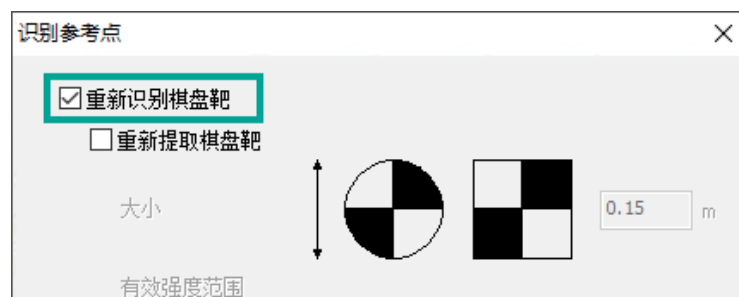 识别参考点
重新识别棋盘靶
重新提取棋盘靶
大小
0.15 m
有效强度范围